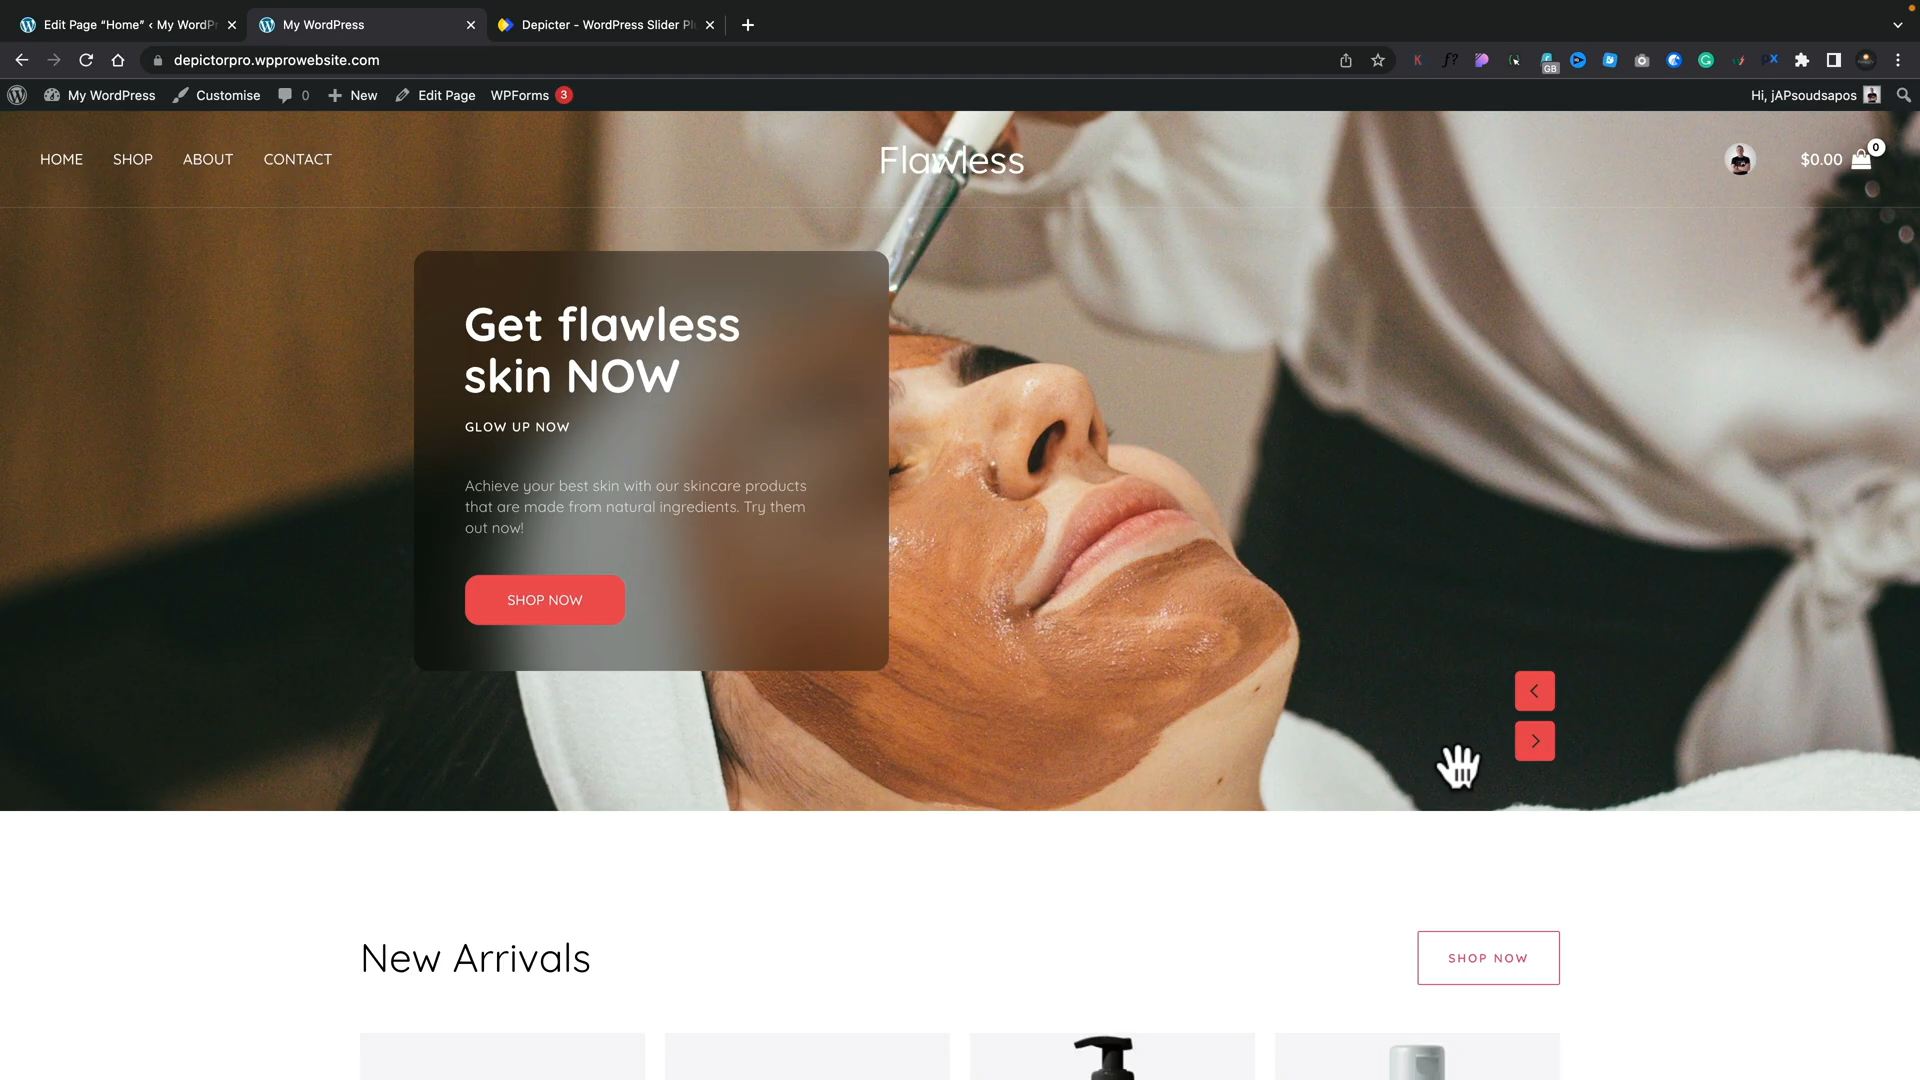 Edit Page “Home” ‹ My WordPr
My WordPress
Depicter - WordPress Slider Pl
depictorpro.wpprowebsite.com
GB
My WordPress
Customise
0
New
Edit Page
WPForms 3
Hi, jAPsoudsapos
HOME
SHOP
ABOUT
CONTACT
Flawless
$0.00
0
Get flawless
skin NOW
GLOW UP NOW
Achieve your best skin with our skincare products
that are made from natural ingredients. Try them
out now!
SHOP NOW
New Arrivals
SHOP NOW